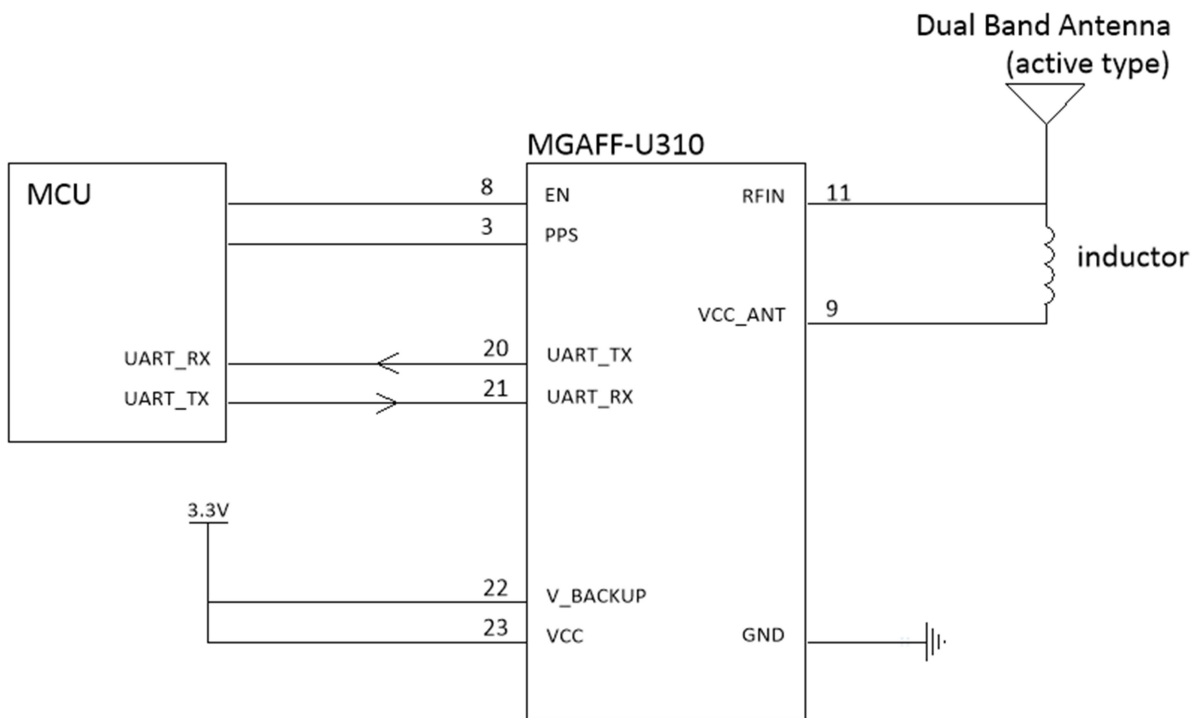 Dual Band Antenna
(active type)
MGAFF-U310
MCU
8
EN
RFIN
11
3
PPS
inductor
VCC_ANT
9
UART_RX
20
UART_TX
UART_TX
21
UART_RX
3.3V
22
V_BACKUP
23
VCC
GND